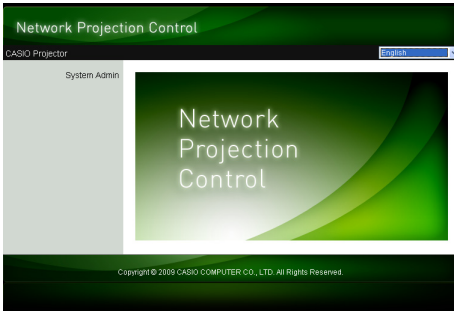 Network Projection Control
CASIO Projector
English
System Admin
Network
Projection
Control
Copyright © 2009 CASIO COMPUTER CO., LTD. All Rights Reserved.